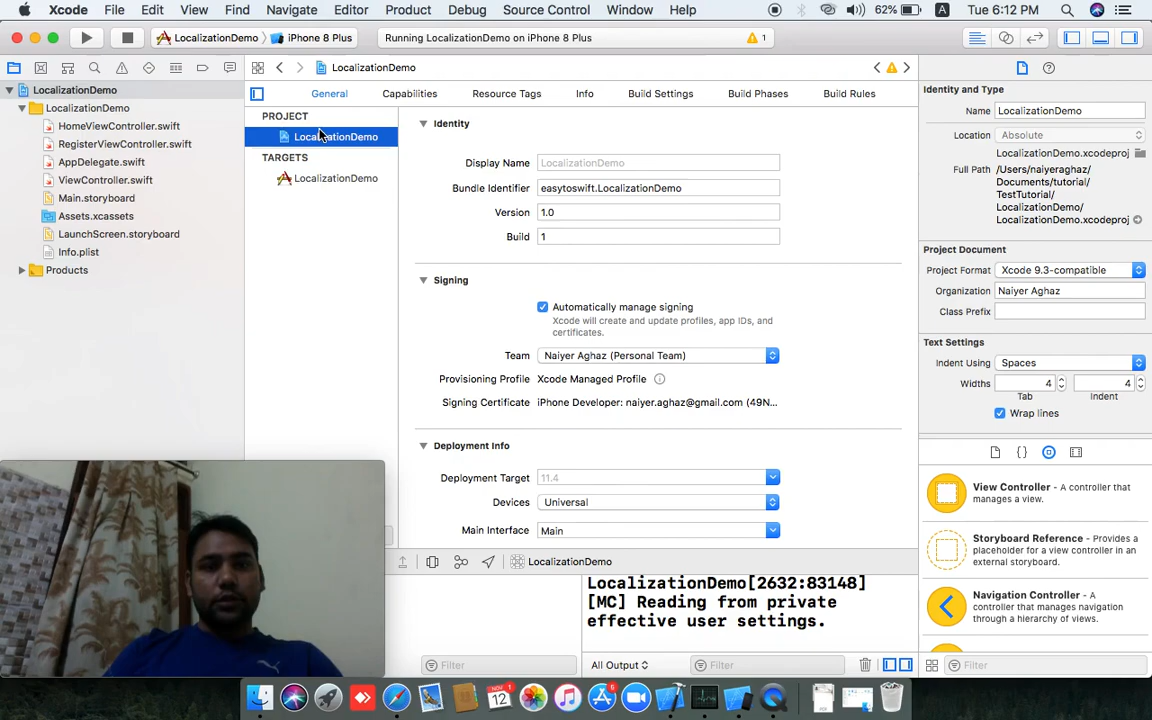 Xcode File Edit View Find Navigate Editor Product Debug Source Control Window Help 62% A Tue 6:12 PM
LocalizationDemo iPhone 8 Plus Running LocalizationDemo on iPhone 8 Plus 1
LocalizationDemo
LocalizationDemo
LocalizationDemo
HomeViewController.swift
RegisterViewController.swift
AppDelegate.swift
ViewController.swift
Main.storyboard
Assets.xcassets
LaunchScreen.storyboard
Info.plist
Products
General Capabilities Resource Tags Info Build Settings Build Phases Build Rules
PROJECT
LocalizationDemo
TARGETS
LocalizationDemo
Identity
Display Name LocalizationDemo
Bundle Identifier easytoswift.LocalizationDemo
Version 1.0
Build 1
Signing
Automatically manage signing
Xcode will create and update profiles, app IDs, and
certificates.
Team Naiyer Aghaz (Personal Team)
Provisioning Profile Xcode Managed Profile
Signing Certificate iPhone Developer: naiyer.aghaz@gmail.com (49N...
Deployment Info
Deployment Target 11.4
Devices Universal
Main Interface Main
LocalizationDemo
LocalizationDemo[2632:83148]
[MC] Reading from private
effective user settings.
Filter All Output Filter
Identity and Type
Name LocalizationDemo
Location Absolute
LocalizationDemo.xcodeproj
Full Path /Users/naiyeraghaz/
Documents/tutorial/
TestTutorial/
LocalizationDemo/
LocalizationDemo.xcodeproj
Project Document
Project Format Xcode 9.3-compatible
Organization Naiyer Aghaz
Class Prefix
Text Settings
Indent Using Spaces
Widths 4 4
Tab Indent
Wrap lines
View Controller - A controller that
manages a view.
Storyboard Reference - Provides a
placeholder for a view controller in an
external storyboard.
Navigation Controller - A
controller that manages navigation
through a hierarchy of views.
Filter
NOV
12